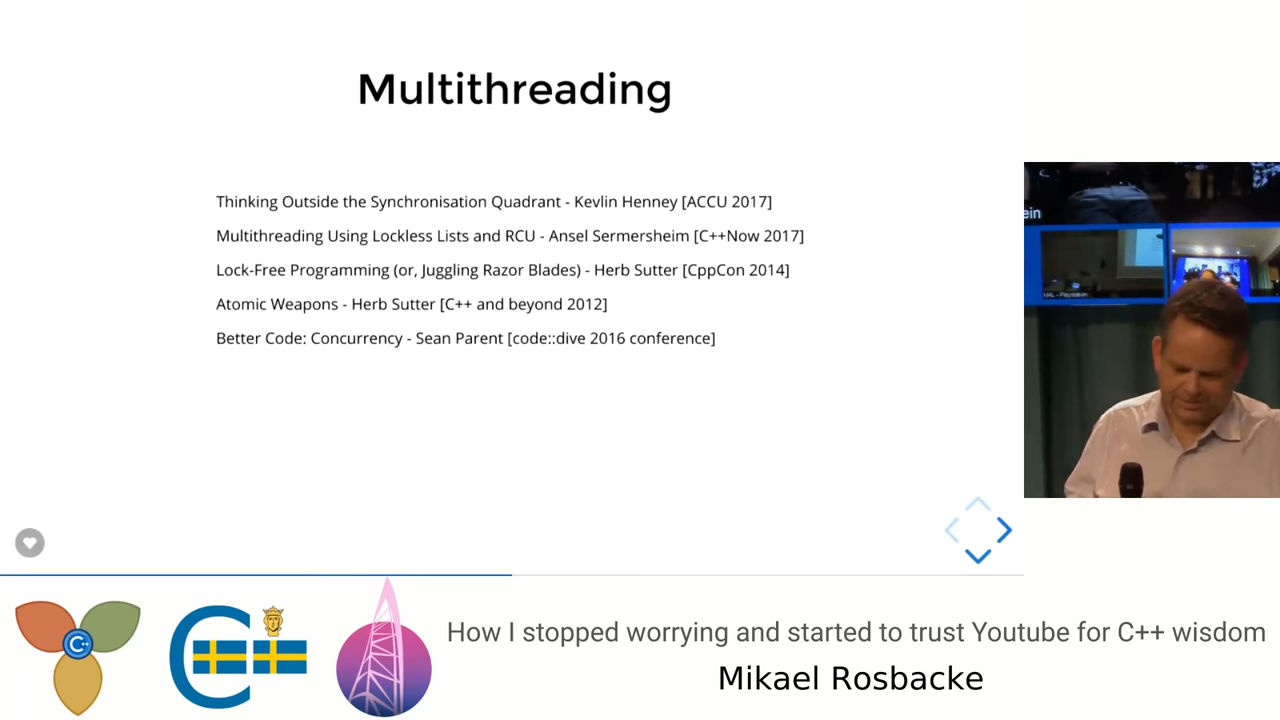 Multithreading
Thinking Outside the Synchronisation Quadrant - Kevlin Henney [ACCU 2017]
Multithreading Using Lockless Lists and RCU - Ansel Sermersheim [C++Now 2017]
Lock-Free Programming (or, Juggling Razor Blades) - Herb Sutter [CppCon 2014]
Atomic Weapons - Herb Sutter [C++ and beyond 2012]
Better Code: Concurrency - Sean Parent [code::dive 2016 conference]
ein
C++
C
How I stopped worrying and started to trust Youtube for C++ wisdom
Mikael Rosbacke